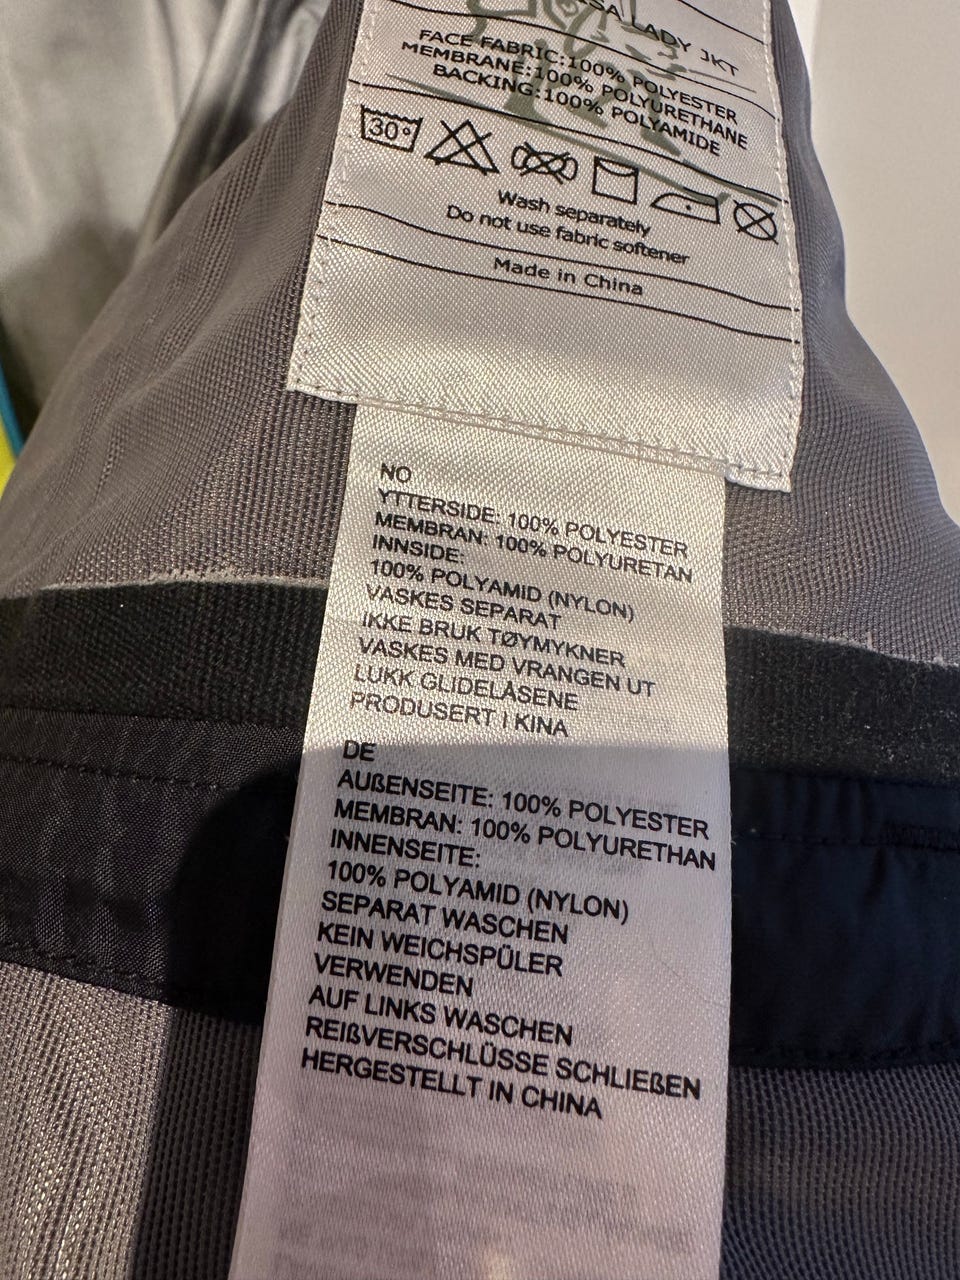 LADY JKT
FACE FABRIC:100% POLYESTER
MEMBRANE:100% POLYURETHANE
BACKING:100% POLYAMIDE
30°
Wash separately
Do not use fabric softener
Made in China
NO
YTTERSIDE: 100% POLYESTER
MEMBRAN: 100% POLYURETAN
INNSIDE:
100% POLYAMID (NYLON)
VASKES SEPARAT
IKKE BRUK TØYMYKNER
VASKES MED VRANGEN UT
LUKK GLIDELÅSENE
PRODUSERT I KINA
DE
AUßENSEITE: 100% POLYESTER
MEMBRAN: 100% POLYURETHAN
INNENSEITE:
100% POLYAMID (NYLON)
SEPARAT WASCHEN
KEIN WEICHSPÜLER
VERWENDEN
AUF LINKS WASCHEN
REIßVERSCHLÜSSE SCHLIEßEN
HERGESTELLT IN CHINA